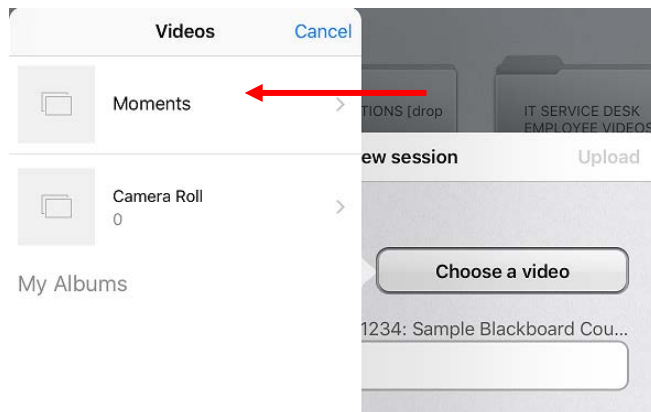 Videos
Cancel
Moments
Camera Roll
0
My Albums
TIONS [drop
IT SERVICE DESK
EMPLOYEE VIDEOS
ew session
Upload
Choose a video
1234: Sample Blackboard Cou...